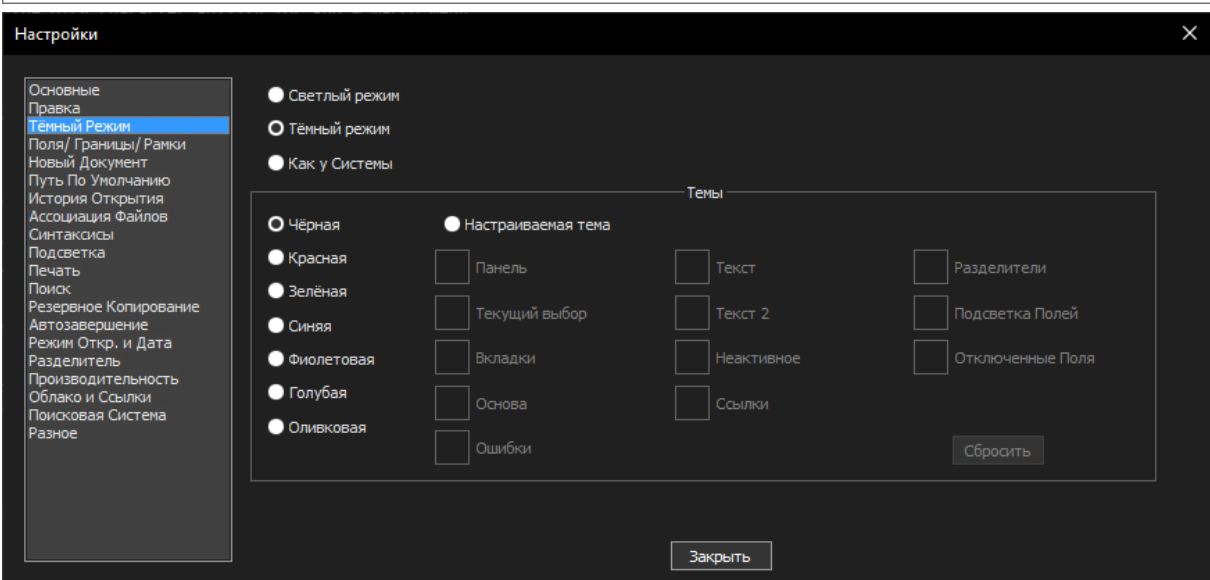 Настройки
Основные
Правка
Тёмный Режим
Поля/ Границы/ Рамки
Новый Документ
Путь По Умолчанию
История Открытия
Ассоциация Файлов
Синтаксисы
Подсветка
Печать
Поиск
Резервное Копирование
Автозавершение
Режим Откр. и Дата
Разделитель
Производительность
Облако и Ссылки
Поисковая Система
Разное
Светлый режим
Тёмный режим
Как у Системы
Темы
Чёрная
Красная
Зелёная
Синяя
Фиолетовая
Голубая
Оливковая
Настраиваемая тема
Панель
Текст
Разделители
Текущий выбор
Текст 2
Подсветка Полей
Вкладки
Неактивное
Отключенные Поля
Основа
Ссылки
Ошибки
Сбросить
Закрыть